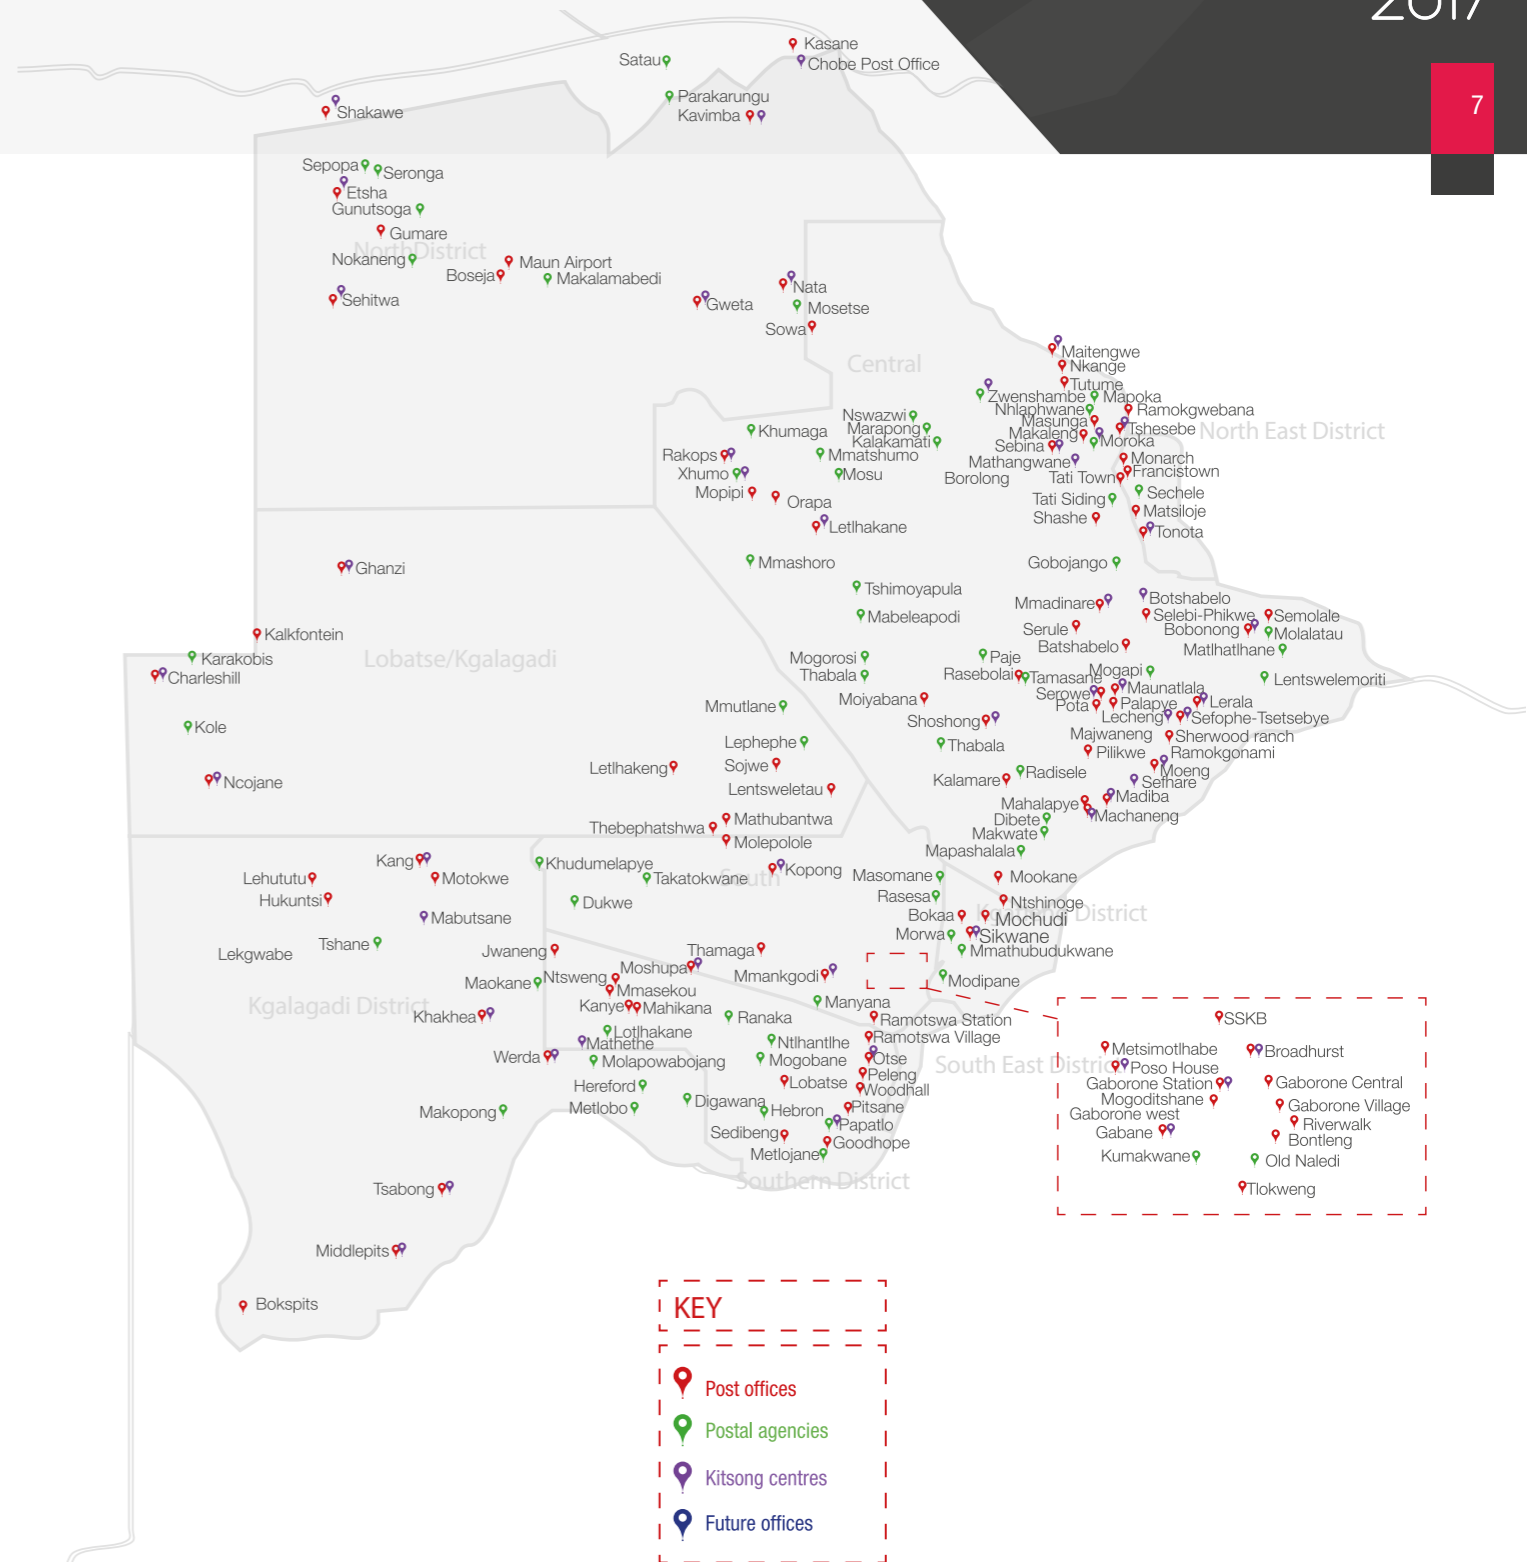 2017
7
Kasane
Satau
Chobe Post Office
Parakarungu
Kavimba
Shakawe
Sepopa
Seronga
Etsha
Gunutsoga
Gumare
NorthDistrict
Nokaneng
Maun Airport
Boseja
Makalamabedi
Sehitwa
Nata
Gweta
Mosetse
Sowa
Maitengwe
Central
Nkange
Tutume
Zwenshambe
Mapoka
Nhlaphwane
Ramokgwebana
Nswazwi
Masunga
Marapong
Tshesebe
Khumaga
Makaleng
North East District
Kalakamati
Moroka
Sebina
Rakops
Mmatshumo
Mathangwane
Monarch
Xhumo
Mosu
Borolong
Francistown
Tati Town
Mopipi
Sechele
Orapa
Tati Siding
Matsiloje
Shashe
Letlhakane
Tonota
Mmashoro
Gobojango
Ghanzi
Tshimoyapula
Botshabelo
Mmadinare
Mabeleapodi
Selebi-Phikwe
Semolale
Serule
Bobonong
Molalatau
Kalkfontein
Batshabelo
Matlhatlhane
Karakobis
Lobatse/Kgalagadi
Mogorosi
Paje
Charleshill
Thabala
Rasebolai
Tamasane
Mogapi
Lentswelemoriti
Moiyabana
Serowe
Maunatlala
Mmutlane
Pota
Palapye
Lerala
Kole
Shoshong
Lecheng
Sefophe-Tsetsebye
Lephephe
Thabala
Majwaneng
Sherwood ranch
Pilikwe
Ramokgonami
Letlhakeng
Sojwe
Radisele
Moeng
Ncojane
Kalamare
Sefhare
Lentsweletau
Mahalapye
Madiba
Mathubantwa
Dibete
Machaneng
Thebephatshwa
Makwate
Molepolole
Mapashalala
Kang
Khudumelapye
Kopong
Masomane
Mookane
Lehututu
Motokwe
Takatokwane
South
Rasesa
Hukuntsi
Dukwe
Ntshinoge
Mabutsane
Bokaa
Mochudi
District
Morwa
Sikwane
Tshane
Lekgwabe
Jwaneng
Thamaga
Mmathubudukwane
Moshupa
Mmankgodi
Maokane
Ntsweng
Modipane
Mmasekou
Kgalagadi District
Kanye
Mahikana
Manyana
Khakhea
Ranaka
Ramotswa Station
SSKB
Lotlhakane
Ramotswa Village
Mathethe
Ntlhantlhe
Metsimotlhabe
Broadhurst
Werda
Molapowabojang
Mogobane
Otse
South East District
Poso House
Peleng
Gaborone Station
Gaborone Central
Hereford
Lobatse
Woodhall
Mogoditshane
Metlobo
Digawana
Pitsane
Gaborone Village
Makopong
Hebron
Gaborone west
Papatlo
Riverwalk
Sedibeng
Gabane
Goodhope
Bontleng
Metlojane
Kumakwane
Old Naledi
Southern District
Tsabong
Tlokweng
Middlepits
Bokspits
KEY
Post offices
Postal agencies
Kitsong centres
Future offices